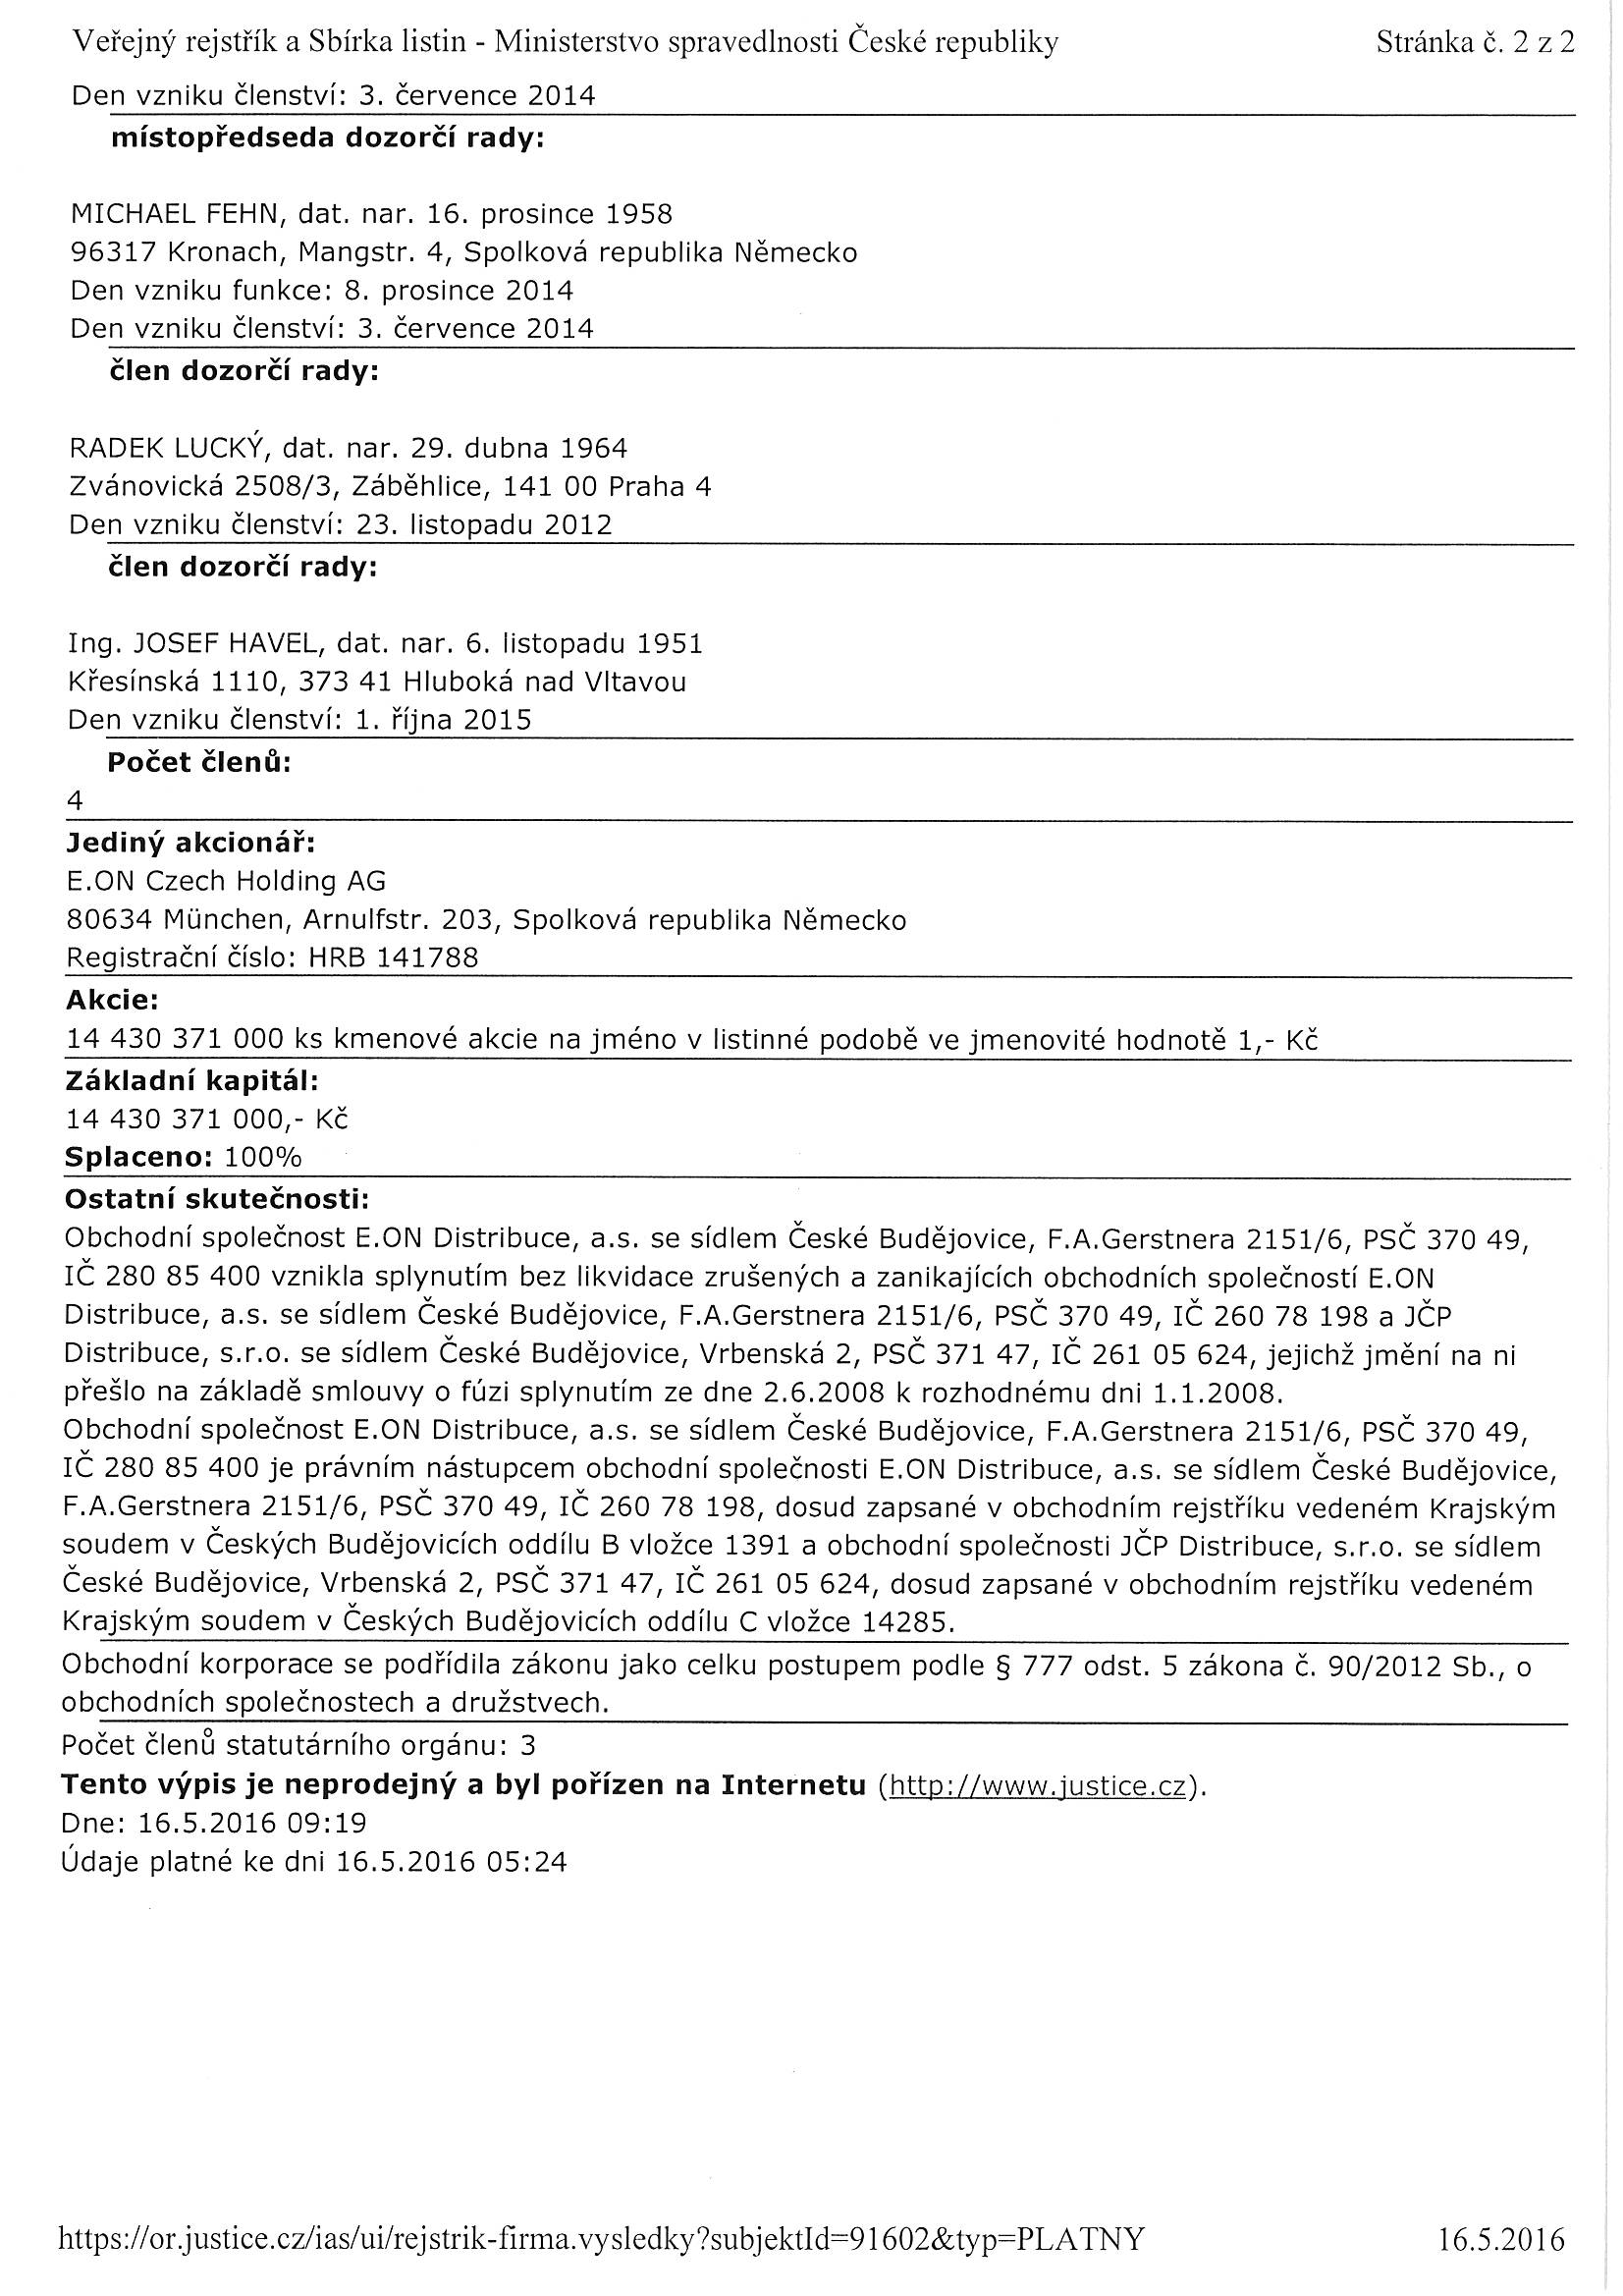 Veřejný rejstřík a Sbírka listin - Ministerstvo spravedlnosti České republiky
Stránka č. 2 z 2
Den vzniku členství: 3. července 2014
místopředseda dozorčí rady:
MICHAEL FEHN, dat. nar. 16. prosince 1958
96317 Kronach, Mangstr. 4, Spolková republika Německo
Den vzniku funkce: 8. prosince 2014
Den vzniku členství: 3. července 2014
člen dozorčí rady:
RADEK LUCKÝ, dat. nar. 29. dubna 1964
Zvánovická 2508/3, Záběhlice, 141 00 Praha 4
Den vzniku členství: 23. listopadu 2012
člen dozorčí rady:
Ing. JOSEF HAVEL, dat. nar. 6. listopadu 1951
Křesínská 1110, 373 41 Hluboká nad Vltavou
Den vzniku členství: 1. října 2015
Počet členů:
4
Jediný akcionář:
E.ON Czech Holding AG
80634 München, Arnulfstr. 203, Spolková republika Německo
Registrační číslo: HRB 141788
Akcie:
14 430 371 000 ks kmenové akcie na jméno v listinné podobě ve jmenovité hodnotě 1,- Kč
Základní kapitál:
14 430 371 000,- Kč
Splaceno: 100%
Ostatní skutečnosti:
Obchodní společnost E.ON Distribuce, a.s. se sídlem České Budějovice, F.A.Gerstnera 2151/6, PSČ 370 49,
IČ 280 85 400 vznikla splynutím bez likvidace zrušených a zanikajících obchodních společností E.ON
Distribuce, a.s. se sídlem České Budějovice, F.A.Gerstnera 2151/6, PSČ 370 49, IČ 260 78 198 a JČP
Distribuce, s.r.o. se sídlem České Budějovice, Vrbenská 2, PSČ 371 47, IČ 261 05 624, jejichž jmění na ni
přešlo na základě smlouvy o fúzi splynutím ze dne 2.6.2008 k rozhodnému dni 1.1.2008.
Obchodní společnost E.ON Distribuce, a.s. se sídlem České Budějovice, F.A.Gerstnera 2151/6, PSČ 370 49,
IČ 280 85 400 je právním nástupcem obchodní společnosti E.ON Distribuce, a.s. se sídlem České Budějovice,
F.A.Gerstnera 2151/6, PSČ 370 49, IČ 260 78 198, dosud zapsané v obchodním rejstříku vedeném Krajským
soudem v Českých Budějovicích oddílu B vložce 1391 a obchodní společnosti JČP Distribuce, s.r.o. se sídlem
České Budějovice, Vrbenská 2, PSČ 371 47, IČ 261 05 624, dosud zapsané v obchodním rejstříku vedeném
Krajským soudem v Českých Budějovicích oddílu C vložce 14285.
Obchodní korporace se podřídila zákonu jako celku postupem podle § 777 odst. 5 zákona č. 90/2012 Sb., o
obchodních společnostech a družstvech.
Počet členů statutárního orgánu: 3
Tento výpis je neprodejný a byl pořízen na Internetu (http://www.justice.cz).
Dne: 16.5.2016 09:19
Údaje platné ke dni 16.5.2016 05:24
https://or.justice.cz/ias/ui/rejstrik-firma.vysledky?subjektId=91602&typ=PLATNY
16.5.2016